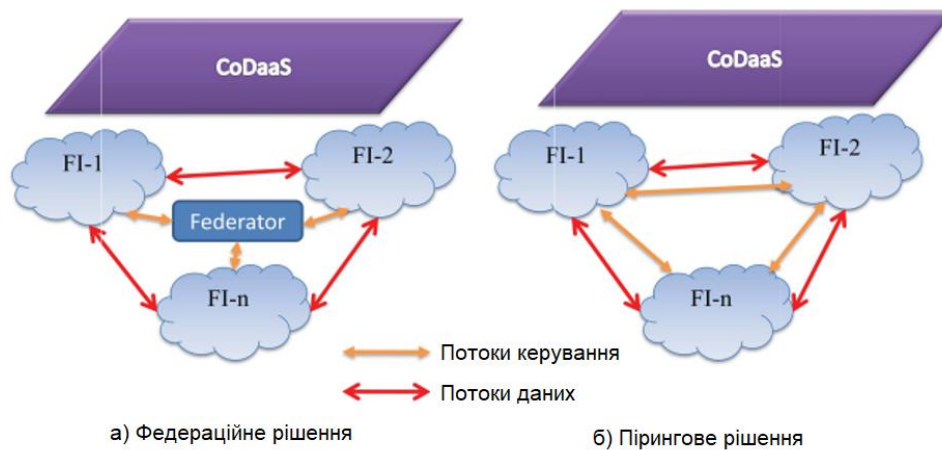 CoDaaS
FI-1
FI-2
Federator
FI-n
CoDaaS
FI-1
FI-2
FI-n
Потоки керування
Потоки даних
а) Федераційне рішення
б) Пірингове рішення